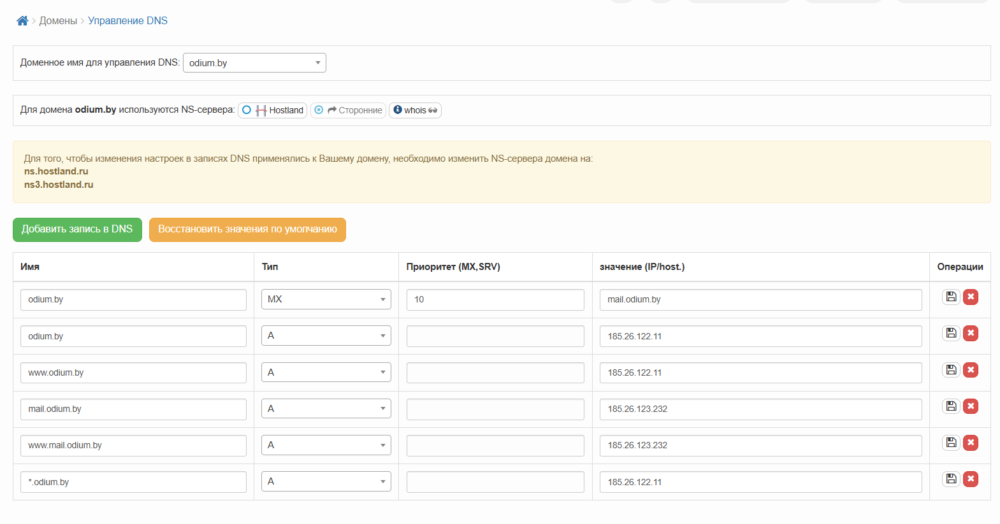 Домены > Управление DNS
Доменное имя для управления DNS: odium.by
Для домена odium.by используются NS-сервера: Hostland Сторонние whois
Для того, чтобы изменения настроек в записях DNS применялись к Вашему домену, необходимо изменить NS-сервера домена на:
ns.hostland.ru
ns3.hostland.ru
Добавить запись в DNS Восстановить значения по умолчанию
Имя Тип Приоритет (MX,SRV) значение (IP/host.) Операции
odium.by MX 10 mail.odium.by
odium.by A 185.26.122.11
www.odium.by A 185.26.122.11
mail.odium.by A 185.26.123.232
www.mail.odium.by A 185.26.123.232
*.odium.by A 185.26.122.11